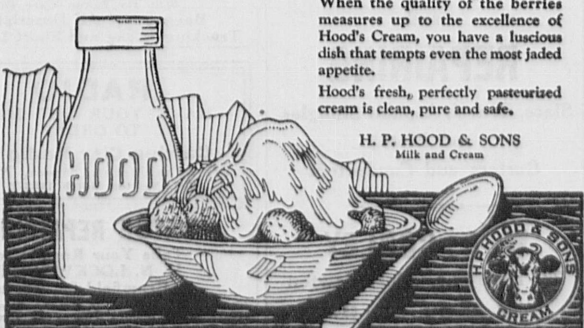 When the quality of the berries
measures up to the excellence of
Hood's Cream, you have a luscious
dish that tempts even the most jaded
appetite.
Hood's fresh, perfectly pasteurized
cream is clean, pure and safe.
H. P. HOOD & SONS
Milk and Cream
HOOD
H.P. HOOD & SONS
CREAM